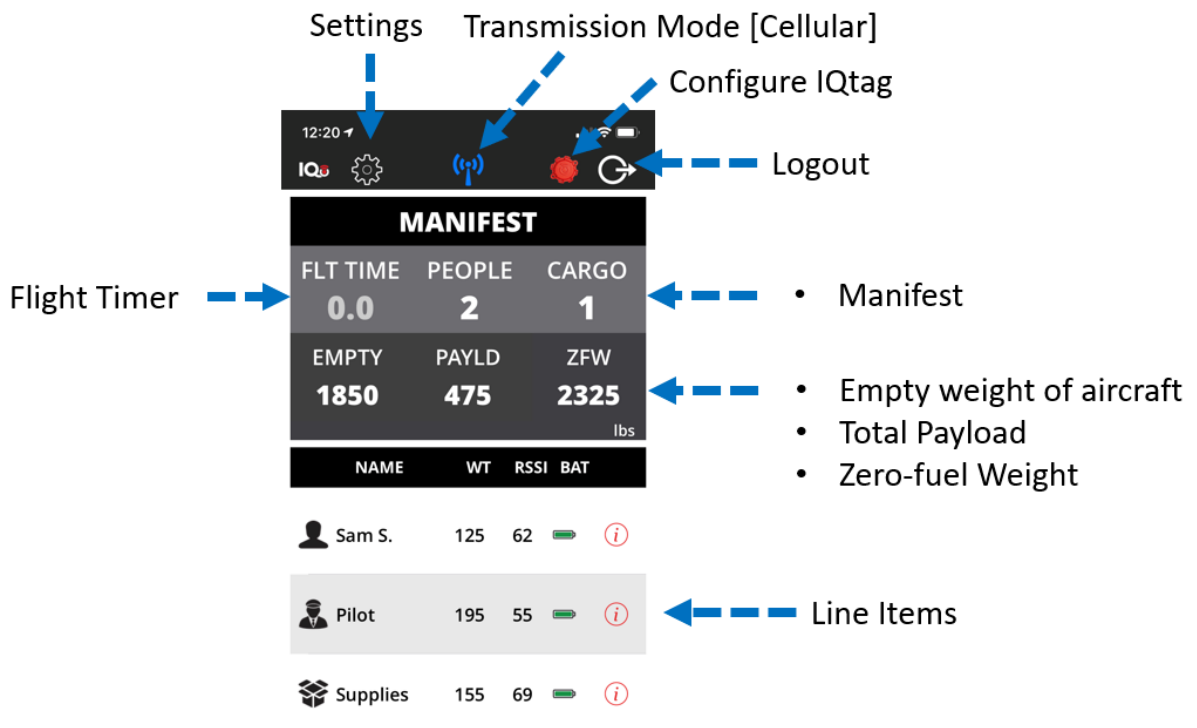 Settings
Transmission Mode [Cellular]
Configure IQtag
12:20
IQ
Logout
MANIFEST
FLT TIME PEOPLE CARGO
0.0 2 1
Flight Timer
• Manifest
EMPTY PAYLD ZFW
1850 475 2325
lbs
• Empty weight of aircraft
• Total Payload
• Zero-fuel Weight
NAME WT RSSI BAT
Sam S. 125 62 i
Pilot 195 55 i
Line Items
Supplies 155 69 i